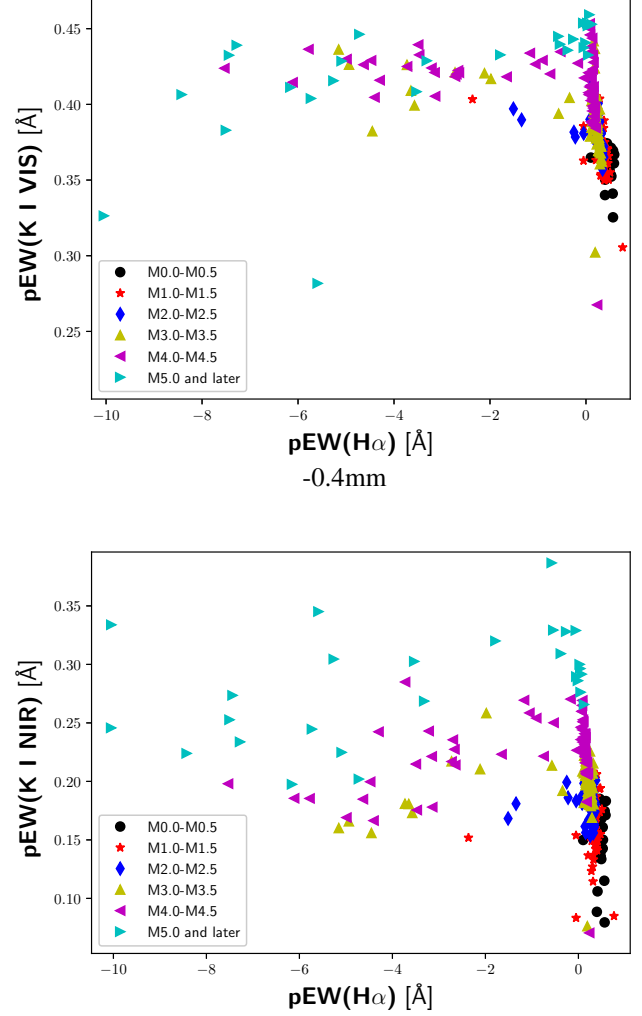 0.45
0.40
0.35
0.30
0.25
pEW(K I VIS) [Å]
M0.0-M0.5
M1.0-M1.5
M2.0-M2.5
M3.0-M3.5
M4.0-M4.5
M5.0 and later
−10 −8 −6 −4 −2 0
pEW(Hα) [Å]
-0.4mm
0.35
0.30
0.25
0.20
0.15
0.10
pEW(K I NIR) [Å]
M0.0-M0.5
M1.0-M1.5
M2.0-M2.5
M3.0-M3.5
M4.0-M4.5
M5.0 and later
−10 −8 −6 −4 −2 0
pEW(Hα) [Å]